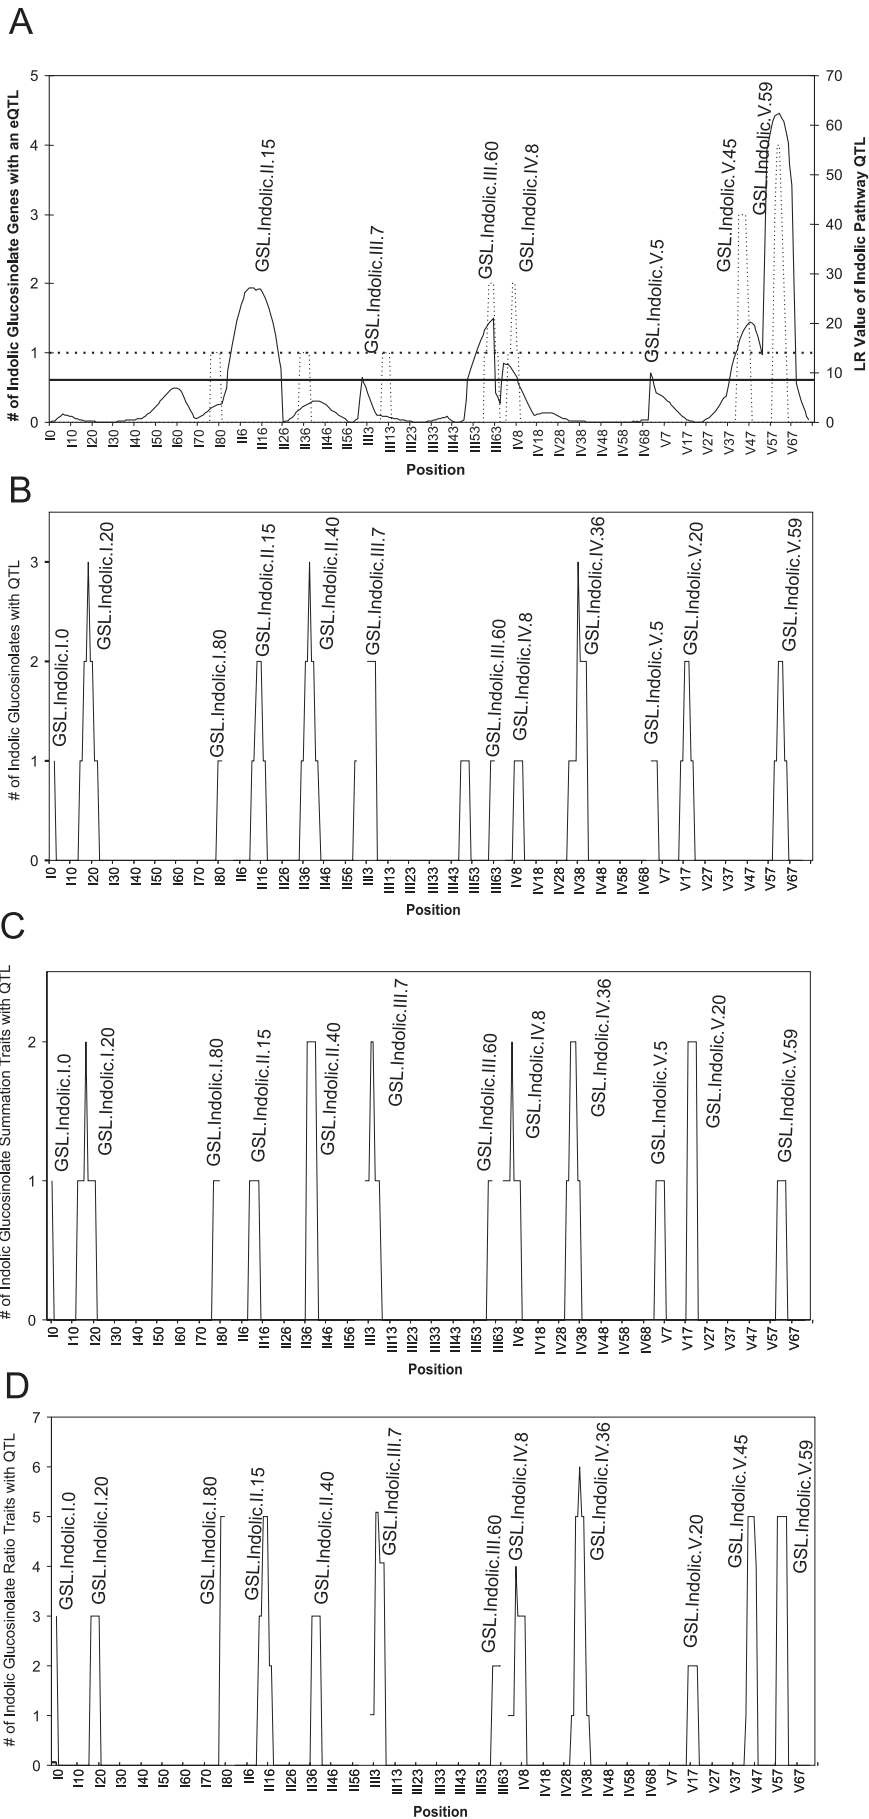 A
# of Indolic Glucosinolate Genes with an eQTL
5
4
3
2
1
0
GSL.Indolic.II.15
GSL.Indolic.III.7
GSL.Indolic.III.60
GSL.Indolic.IV.8
GSL.Indolic.V.5
GSL.Indolic.V.45
GSL.Indolic.V.59
70
60
50
40
30
20
10
0
LR Value of Indolic Pathway QTL
I0 I10 I20 I30 I40 I50 I60 I70 I80 II6 II16 II26 II36 II46 II56 III3 III13 III23 III33 III43 III53 III63 IV8 IV18 IV28 IV38 IV48 IV58 IV68 V7 V17 V27 V37 V47 V57 V67
Position
B
# of Indolic Glucosinolates with QTL
3
2
1
0
GSL.Indolic.I.0
GSL.Indolic.I.20
GSL.Indolic.I.80
GSL.Indolic.II.15
GSL.Indolic.II.40
GSL.Indolic.III.7
GSL.Indolic.III.60
GSL.Indolic.IV.8
GSL.Indolic.IV.36
GSL.Indolic.V.5
GSL.Indolic.V.20
GSL.Indolic.V.59
I0 I10 I20 I30 I40 I50 I60 I70 I80 II6 II16 II26 II36 II46 II56 III3 III13 III23 III33 III43 III53 III63 IV8 IV18 IV28 IV38 IV48 IV58 IV68 V7 V17 V27 V37 V47 V57 V67
Position
C
# of Indolic Glucosinolate Summation Traits with QTL
2
1
0
GSL.Indolic.I.0
GSL.Indolic.I.20
GSL.Indolic.I.80
GSL.Indolic.II.15
GSL.Indolic.II.40
GSL.Indolic.III.7
GSL.Indolic.III.60
GSL.Indolic.IV.8
GSL.Indolic.IV.36
GSL.Indolic.V.5
GSL.Indolic.V.20
GSL.Indolic.V.59
I0 I10 I20 I30 I40 I50 I60 I70 I80 II6 II16 II26 II36 II46 II56 III3 III13 III23 III33 III43 III53 III63 IV8 IV18 IV28 IV38 IV48 IV58 IV68 V7 V17 V27 V37 V47 V57 V67
Position
D
# of Indolic Glucosinolate Ratio Traits with QTL
7
6
5
4
3
2
1
0
GSL.Indolic.I.0
GSL.Indolic.I.20
GSL.Indolic.I.80
GSL.Indolic.II.15
GSL.Indolic.II.40
GSL.Indolic.III.7
GSL.Indolic.III.60
GSL.Indolic.IV.8
GSL.Indolic.IV.36
GSL.Indolic.V.20
GSL.Indolic.V.45
GSL.Indolic.V.59
I0 I10 I20 I30 I40 I50 I60 I70 I80 II6 II16 II26 II36 II46 II56 III3 III13 III23 III33 III43 III53 III63 IV8 IV18 IV28 IV38 IV48 IV58 IV68 V7 V17 V27 V37 V47 V57 V67
Position